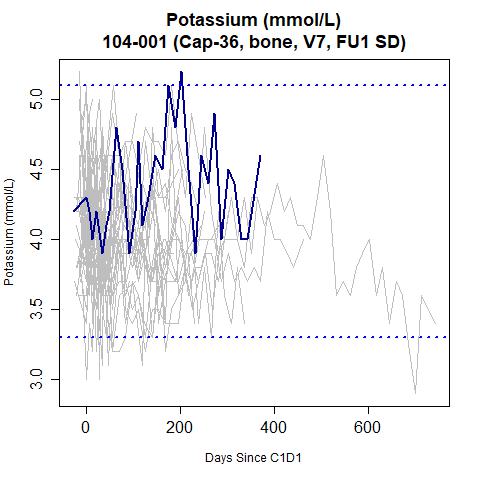 Potassium (mmol/L)
104-001 (Cap-36, bone, V7, FU1 SD)
Potassium (mmol/L)
5.0
4.5
4.0
3.5
3.0
0
200
400
600
Days Since C1D1